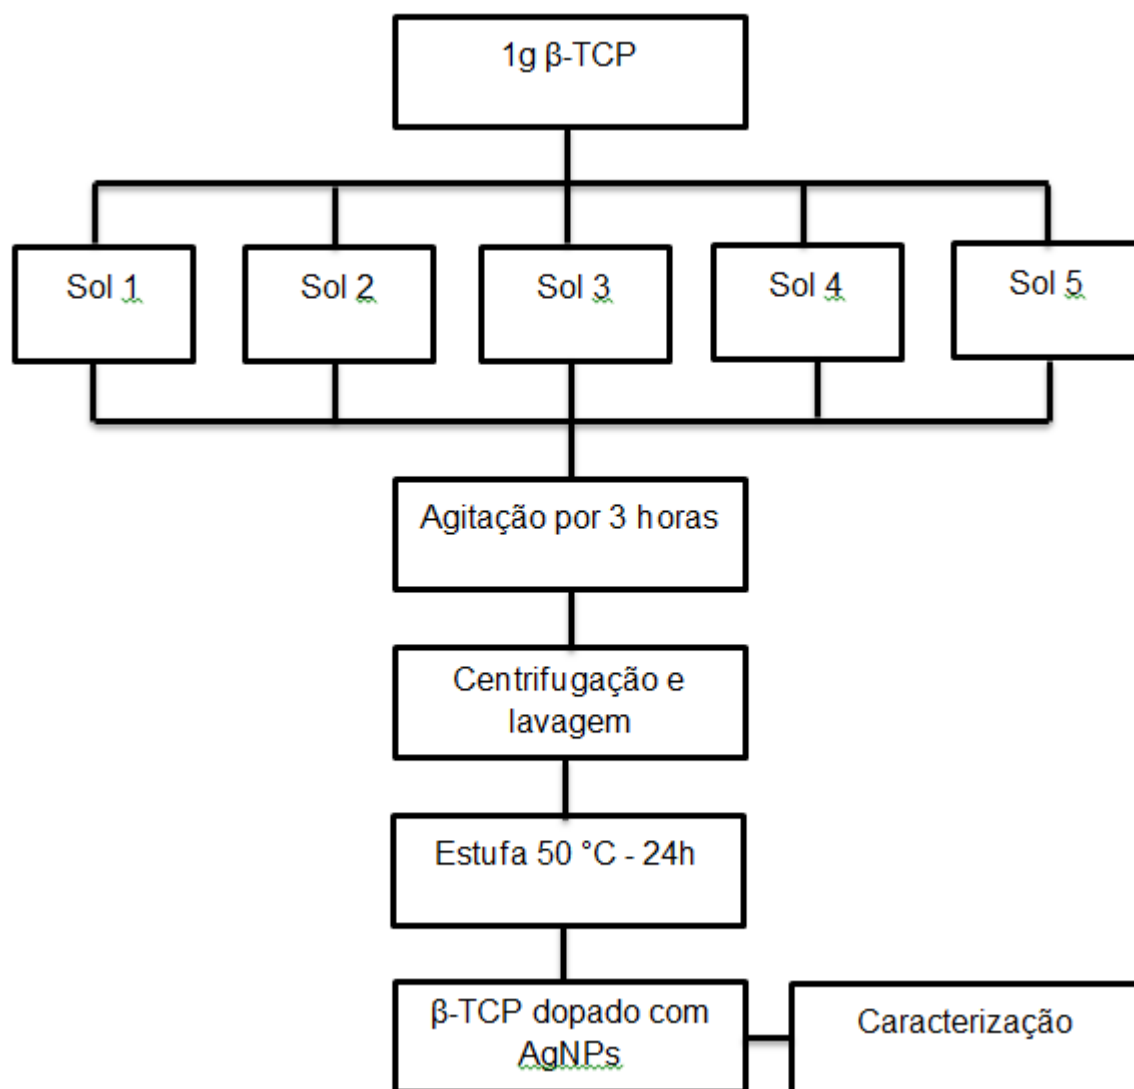 1g β-TCP
Sol 1
Sol 2
Sol 3
Sol 4
Sol 5
Agitação por 3 horas
Centrifugação e
lavagem
Estufa 50 °C - 24h
β-TCP dopado com
AgNPs
Caracterização